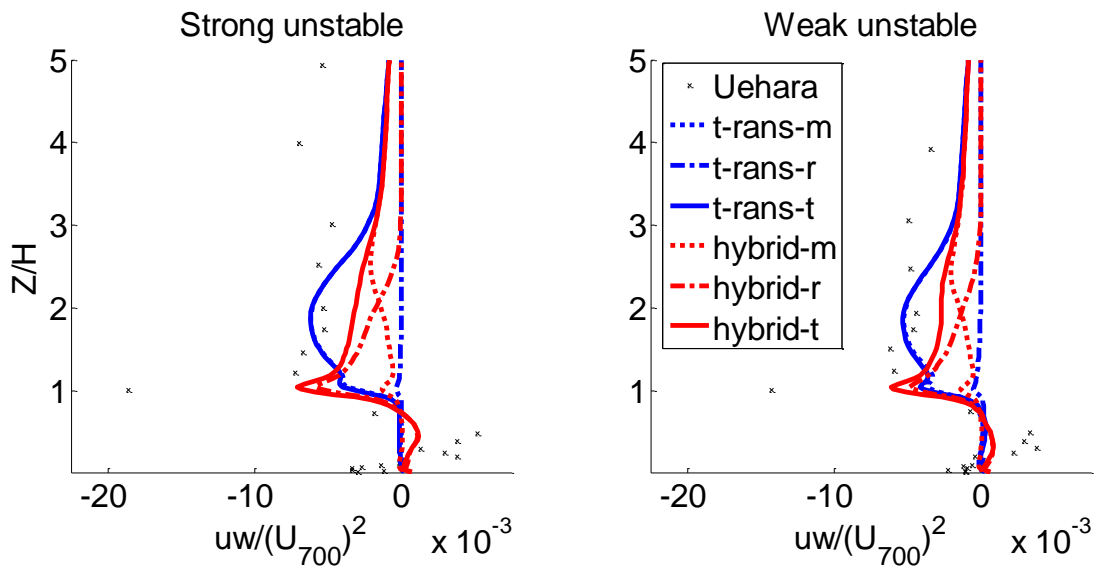 Strong unstable
Weak unstable
Z/H
5
4
3
2
1
-20
-10
0
uw/(U700)2
x 10-3
5
4
3
2
1
Uehara
t-rans-m
t-rans-r
t-rans-t
hybrid-m
hybrid-r
hybrid-t
-20
-10
0
uw/(U700)2
x 10-3